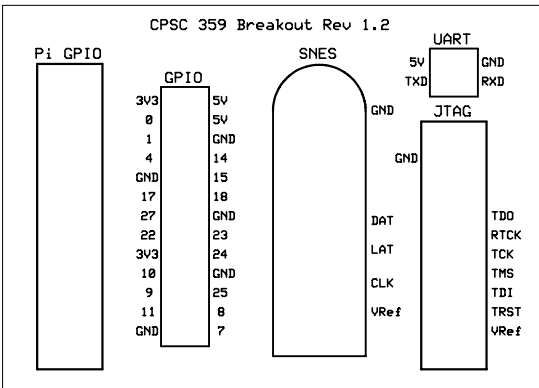 CPSC 359 Breakout Rev 1.2
Pi GPIO
GPIO
3V3 5V
0 5V
1 GND
4 14
GND 15
17 18
27 GND
22 23
3V3 24
10 GND
9 25
11 8
GND 7
SNES
GND
DAT
LAT
CLK
VRef
UART
5V GND
TXD RXD
JTAG
GND
TDO
RTCK
TCK
TMS
TDI
TRST
VRef